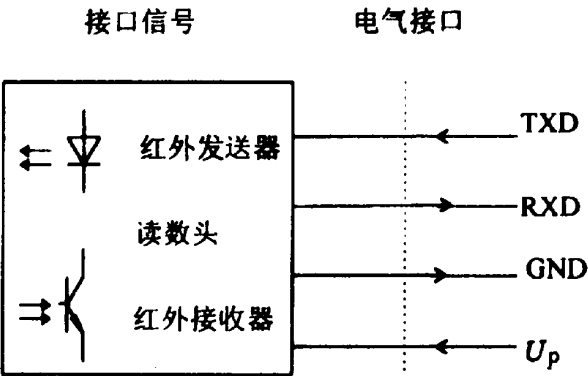 接口信号 电气接口
红外发送器 TXD
RXD
读数头
GND
红外接收器
Up